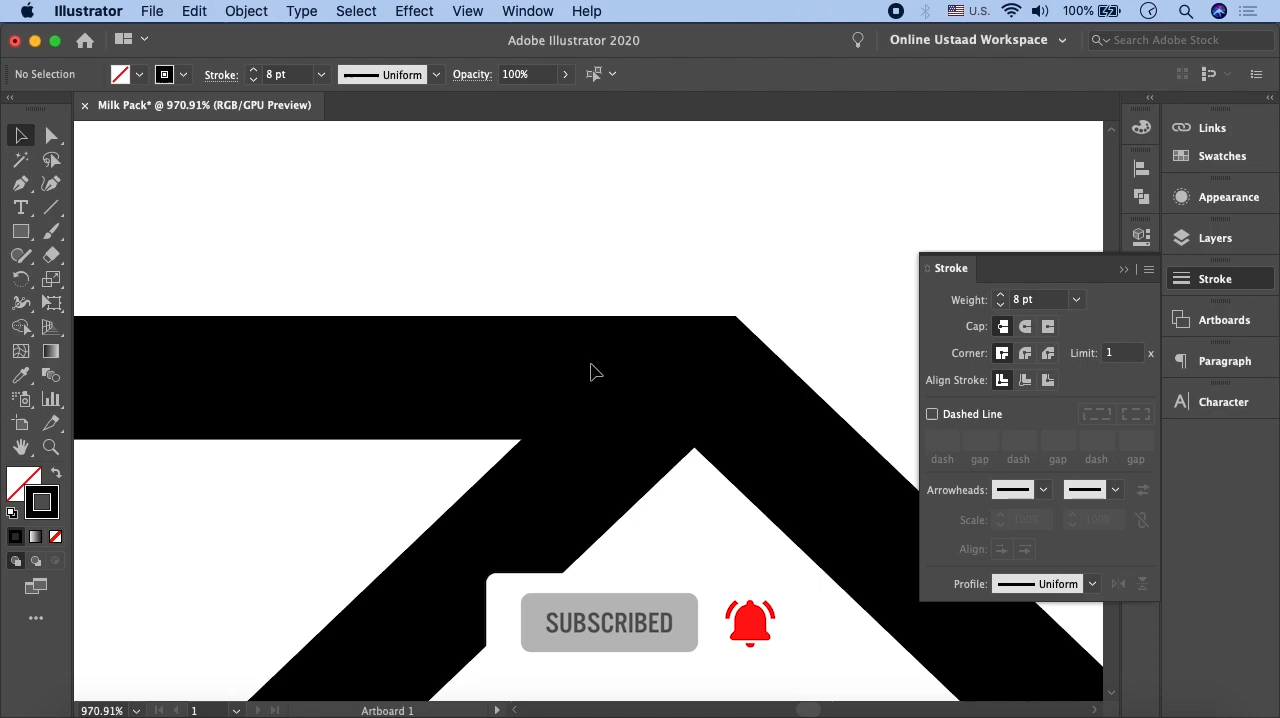 Illustrator File Edit Object Type Select Effect View Window Help U.S. 100%
Adobe Illustrator 2020 Online Ustaad Workspace Search Adobe Stock
No Selection Stroke: 8 pt Uniform Opacity: 100%
Milk Pack* @ 970.91% (RGB/GPU Preview)
Links
Swatches
Appearance
Layers
Stroke
Artboards
Paragraph
Character
Stroke
Weight: 8 pt
Cap:
Corner: Limit: 1 x
Align Stroke:
Dashed Line
dash gap dash gap dash gap
Arrowheads:
Scale: 100% 100%
Align:
Profile: Uniform
SUBSCRIBED
970.91% 1 Artboard 1